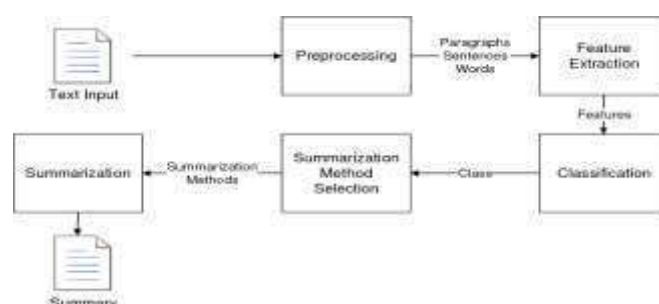 Preprocessing
Paragraphs
Sentences
Words
Feature
Extraction
Text Input
Features
Summarization
Summarization
Methods
Summarization
Method
Selection
Class
Classification
Summary